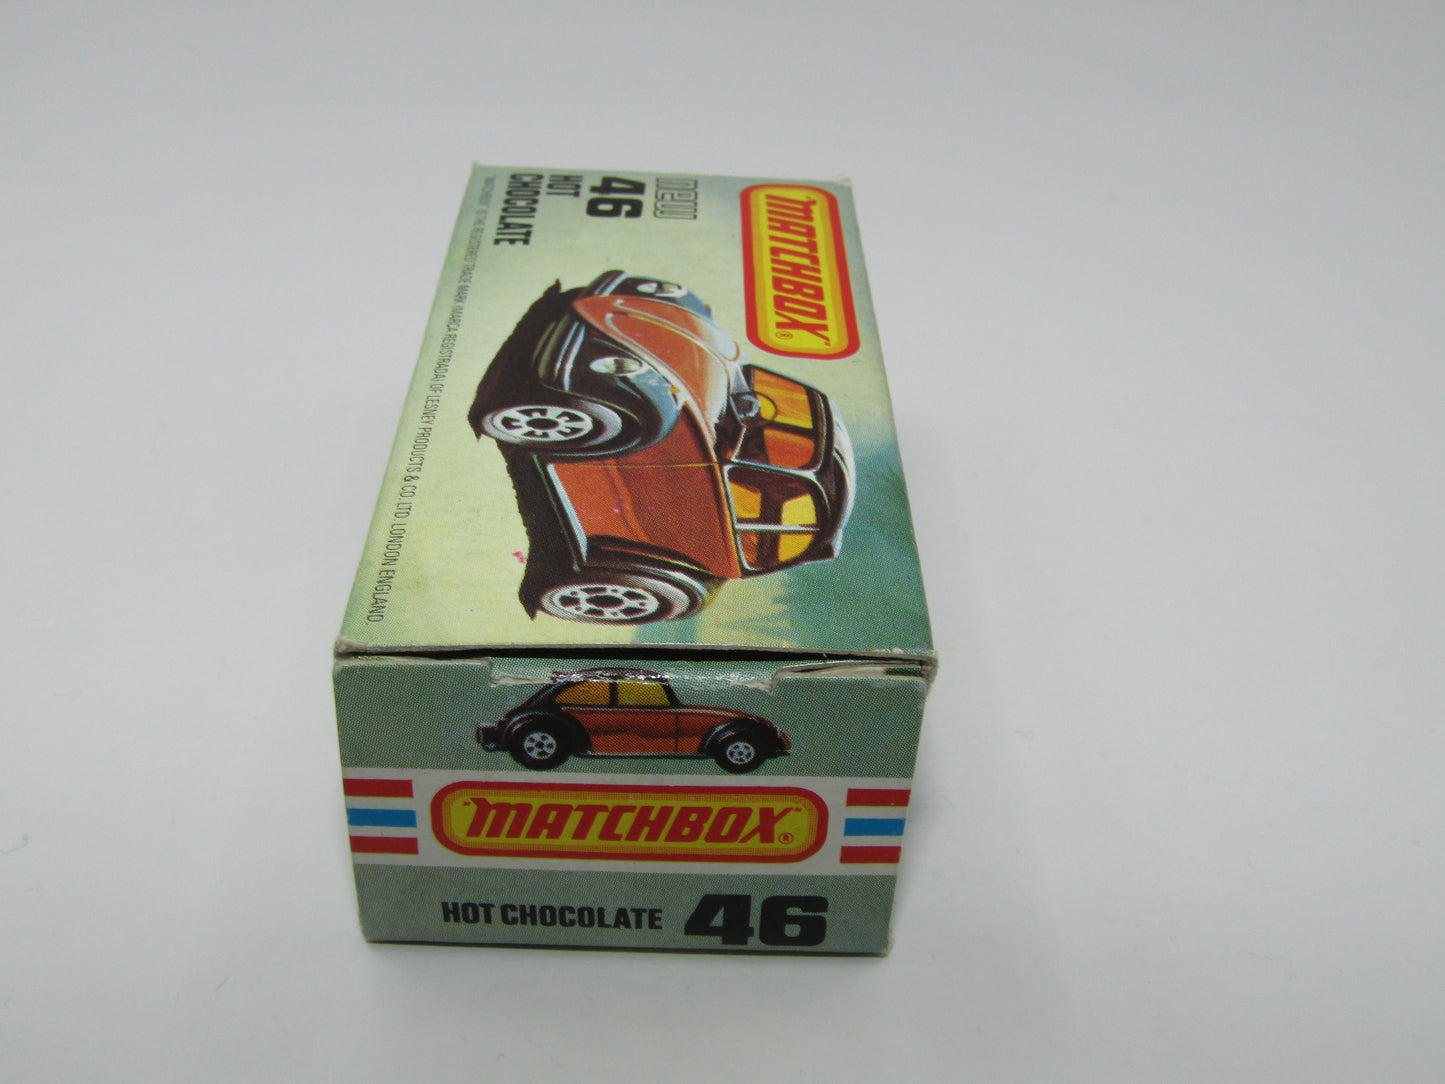 "MATCHBOX"®
new
46
HOT
CHOCOLATE
"MATCHBOX" IS THE REGISTERED TRADE MARK (MARCA REGISTRADA) OF LESNEY PRODUCTS & CO. LTD. LONDON ENGLAND.
"MATCHBOX"®
HOT CHOCOLATE 46